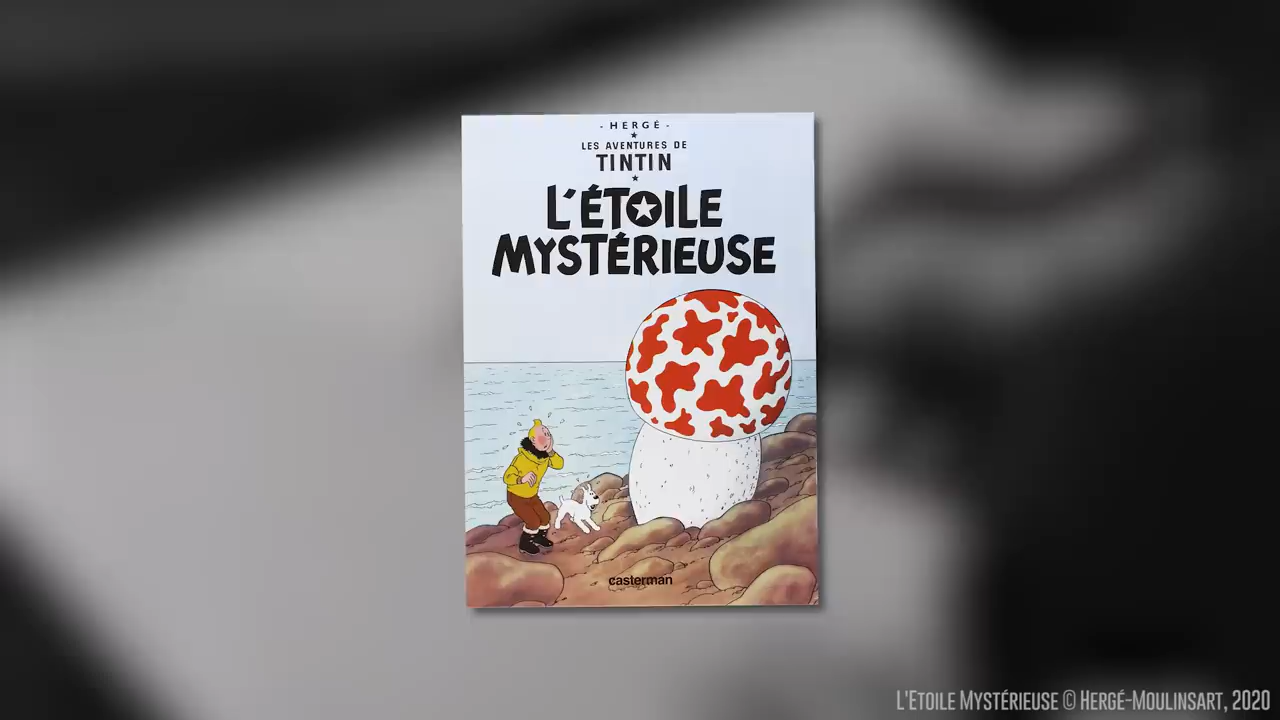 - HERGÉ -
LES AVENTURES DE
TINTIN
L'ÉTOILE
MYSTÉRIEUSE
casterman
L'ETOILE MYSTÉRIEUSE © HERGÉ-MOULINSART, 2020